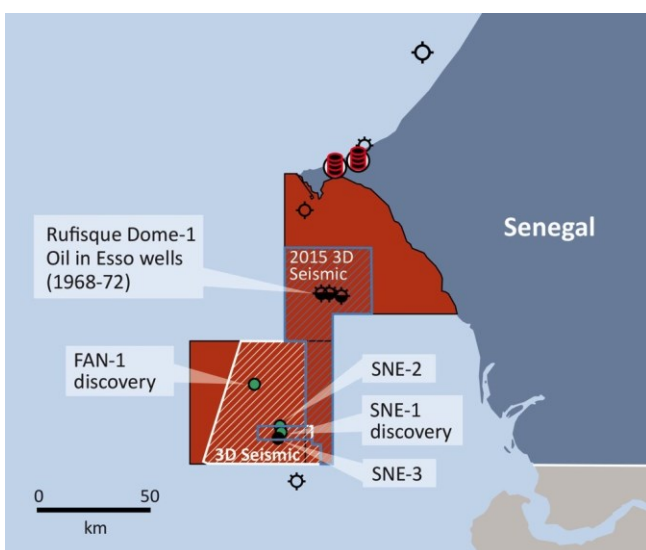 Senegal
Rufisque Dome-1
Oil in Esso wells
(1968-72)
2015 3D
Seismic
FAN-1
discovery
SNE-2
SNE-1
discovery
3D Seismic
SNE-3
0 50
km